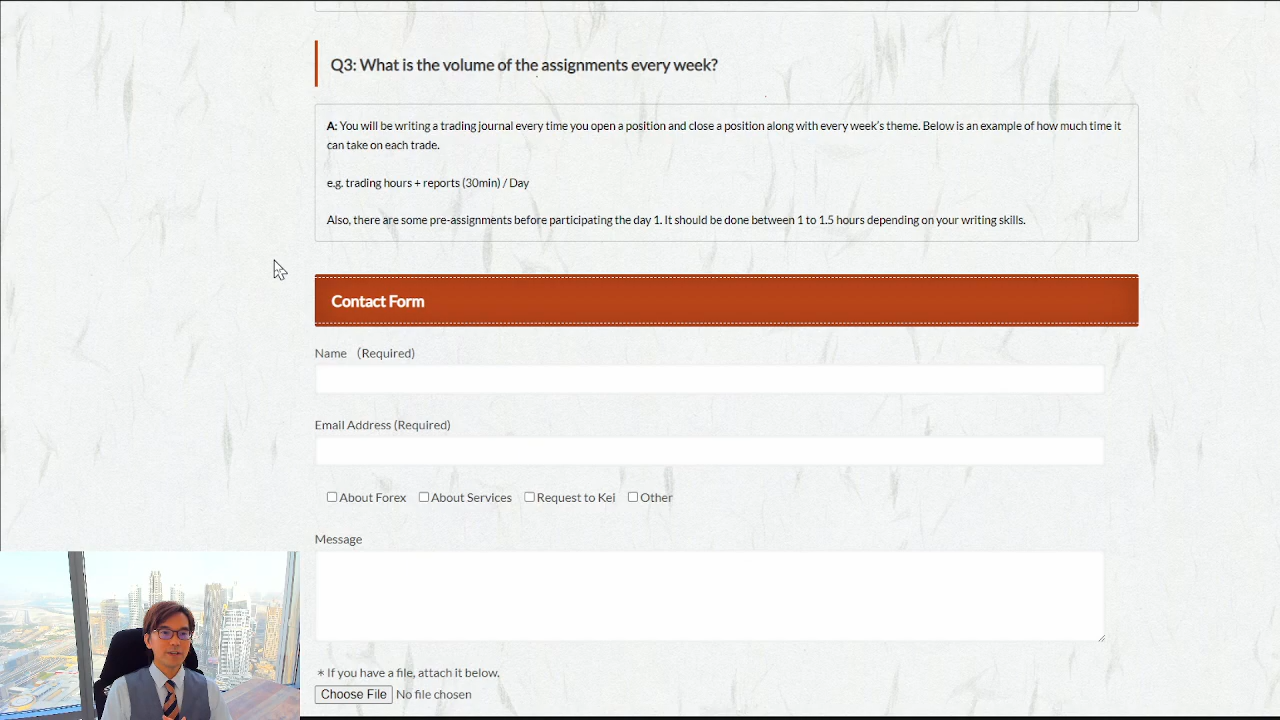 Q3: What is the volume of the assignments every week?
A: You will be writing a trading journal every time you open a position and close a position along with every week's theme. Below is an example of how much time it
can take on each trade.
e.g. trading hours + reports (30min) / Day
Also, there are some pre-assignments before participating the day 1. It should be done between 1 to 1.5 hours depending on your writing skills.
Contact Form
Name （Required)
Email Address (Required)
About Forex About Services Request to Kei Other
Message
＊If you have a file, attach it below.
Choose File No file chosen